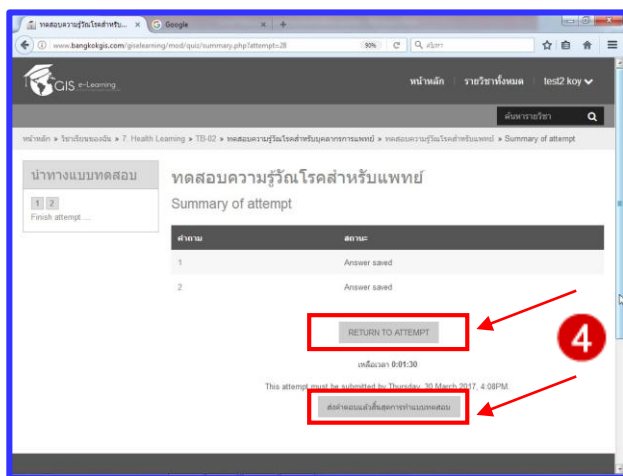 ทดสอบความรู้วัณโรคสำหรับ... × Google × +
www.bangkokgis.com/giselearning/mod/quiz/summary.php?attempt=28 90% C ค้นหา
GIS e-Learning
หน้าหลัก รายวิชาทั้งหมด test2 koy
ค้นหารายวิชา
หน้าหลัก » วิชาเรียนของฉัน » 7. Health Learning » TB-02 » ทดสอบความรู้วัณโรคสำหรับบุคลากรการแพทย์ » ทดสอบความรู้วัณโรคสำหรับแพทย์ » Summary of attempt
นำทางแบบทดสอบ
1 2
Finish attempt ...
ทดสอบความรู้วัณโรคสำหรับแพทย์
Summary of attempt
คำถาม สถานะ
1 Answer saved
2 Answer saved
RETURN TO ATTEMPT
4
เหลือเวลา 0:01:30
This attempt must be submitted by Thursday, 30 March 2017, 4:08PM.
ส่งคำตอบแล้วสิ้นสุดการทำแบบทดสอบ